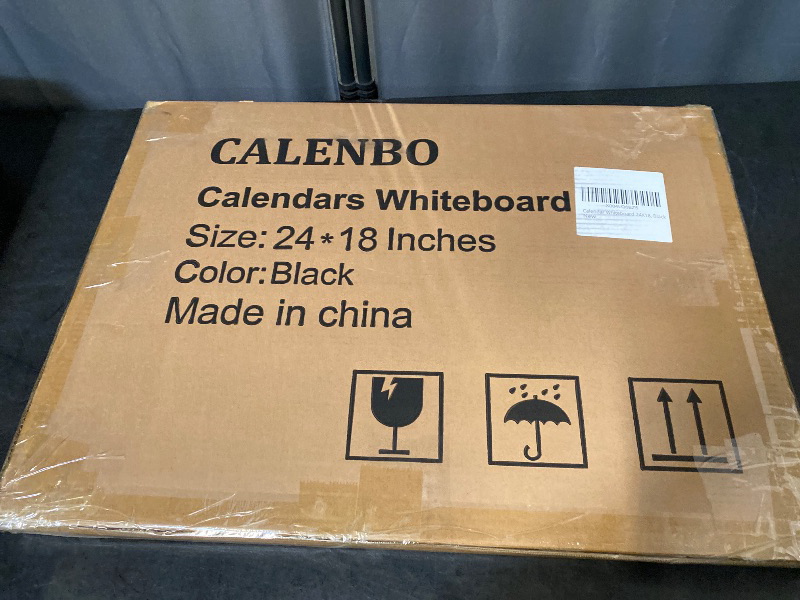 CALENBO
Calendars Whiteboard
Size: 24*18 Inches
Color:Black
Made in china